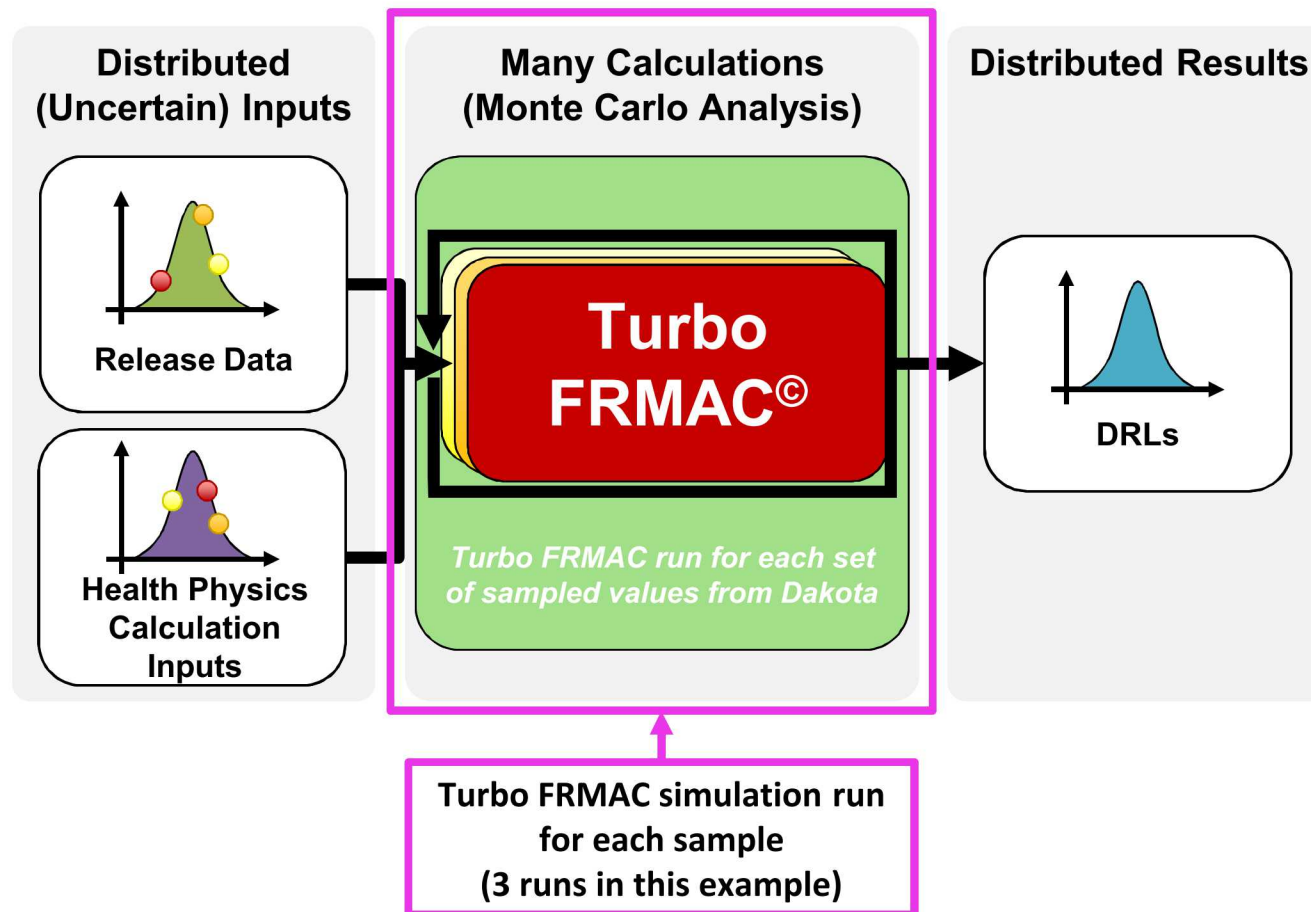 Distributed
(Uncertain) Inputs
Release Data
Health Physics
Calculation
Inputs
Many Calculations
(Monte Carlo Analysis)
Turbo
FRMAC©
Turbo FRMAC run for each set
of sampled values from Dakota
Distributed Results
DRLs
Turbo FRMAC simulation run
for each sample
(3 runs in this example)